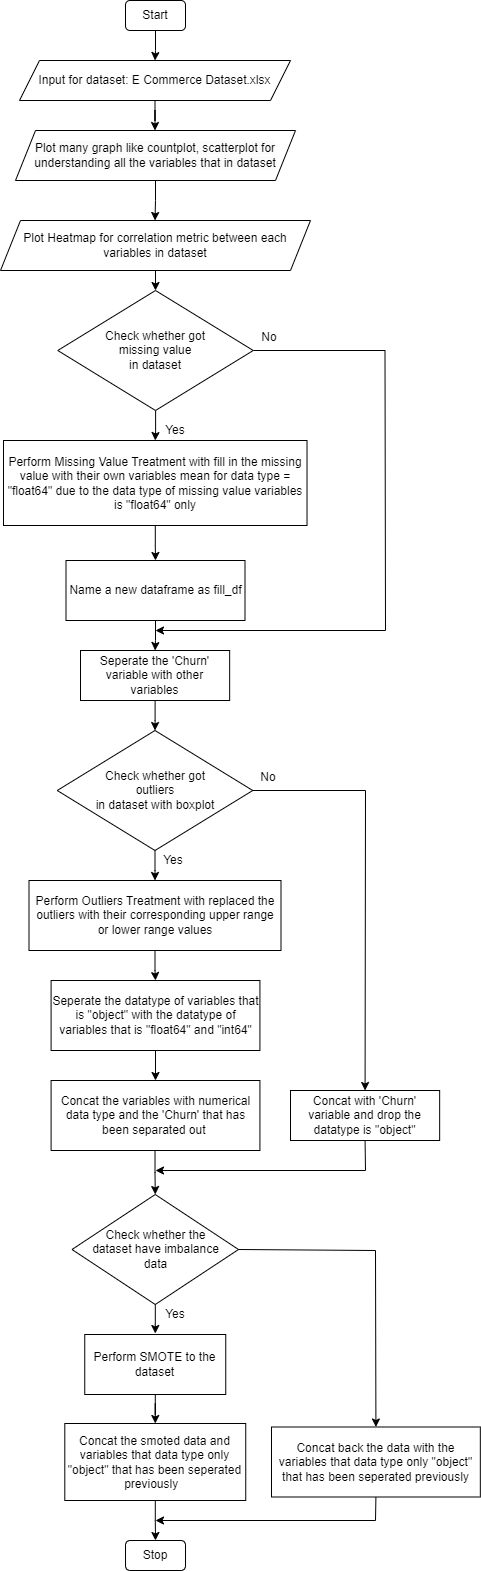 Start
Input for dataset: E Commerce Dataset.xlsx
Plot many graph like countplot, scatterplot for
understanding all the variables that in dataset
Plot Heatmap for correlation metric between each
variables in dataset
Check whether got
missing value
in dataset
No
Yes
Perform Missing Value Treatment with fill in the missing
value with their own variables mean for data type =
"float64" due to the data type of missing value variables
is "float64" only
Name a new dataframe as fill_df
Seperate the 'Churn'
variable with other
variables
Check whether got
outliers
in dataset with boxplot
No
Yes
Perform Outliers Treatment with replaced the
outliers with their corresponding upper range
or lower range values
Seperate the datatype of variables that
is "object" with the datatype of
variables that is "float64" and "int64"
Concat the variables with numerical
data type and the 'Churn' that has
been separated out
Concat with 'Churn'
variable and drop the
datatype is "object"
Check whether the
dataset have imbalance
data
Yes
Perform SMOTE to the
dataset
Concat the smoted data and
variables that data type only
"object" that has been seperated
previously
Concat back the data with the
variables that data type only "object"
that has been seperated previously
Stop